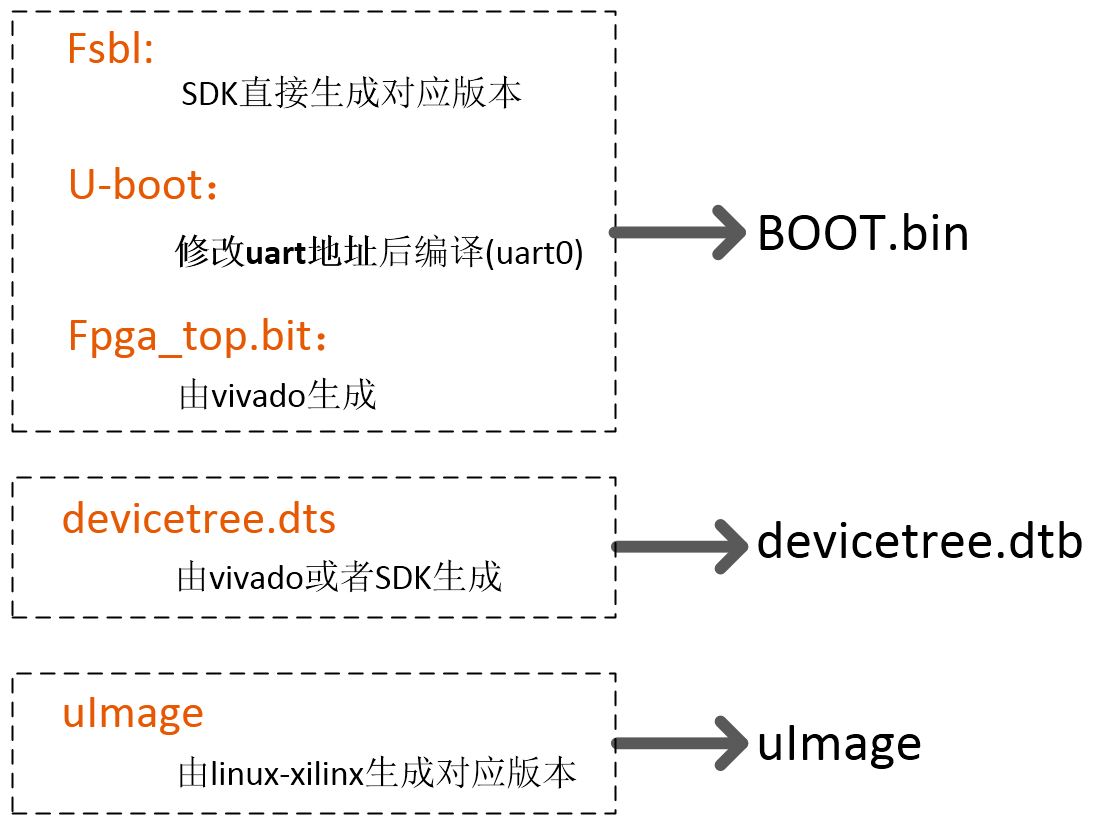 Fsbl:
SDK直接生成对应版本
U-boot：
修改uart地址后编译(uart0)
BOOT.bin
Fpga_top.bit：
由vivado生成
devicetree.dts
由vivado或者SDK生成
devicetree.dtb
uImage
由linux-xilinx生成对应版本
uImage